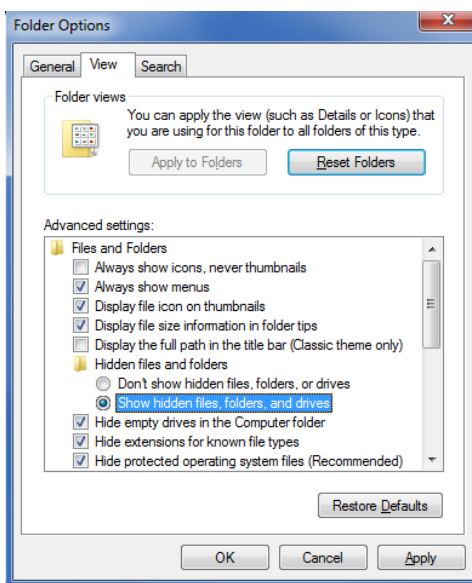 Folder Options
General View Search
Folder views
You can apply the view (such as Details or Icons) that
you are using for this folder to all folders of this type.
Apply to Folders Reset Folders
Advanced settings:
Files and Folders
Always show icons, never thumbnails
Always show menus
Display file icon on thumbnails
Display file size information in folder tips
Display the full path in the title bar (Classic theme only)
Hidden files and folders
Don't show hidden files, folders, or drives
Show hidden files, folders, and drives
Hide empty drives in the Computer folder
Hide extensions for known file types
Hide protected operating system files (Recommended)
Restore Defaults
OK Cancel Apply